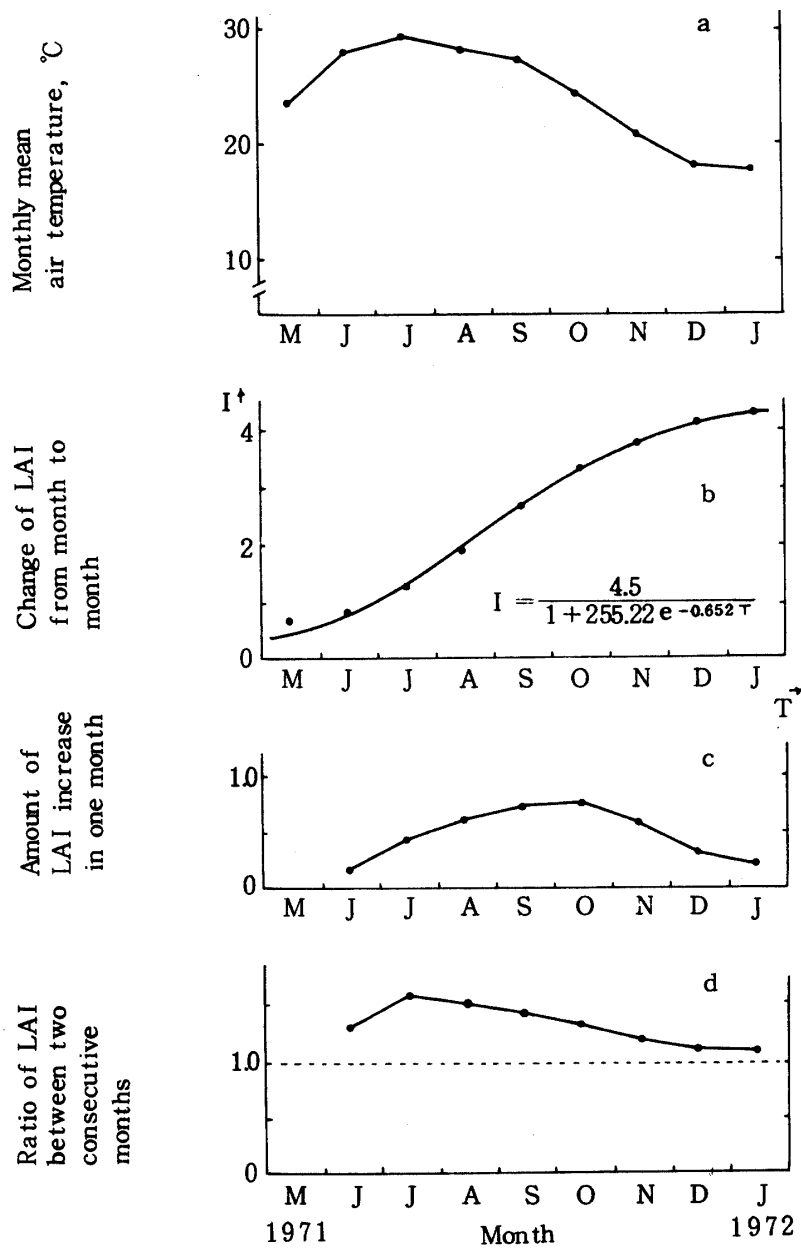 Monthly mean
air temperature, °C
30
20
10
a
M J J A S O N D J
Change of LAI
from month to
month
I
4
2
0
b
I = 4.5 / 1 + 255.22 e -0.652 T
M J J A S O N D J
T
Amount of
LAI increase
in one month
1.0
0
c
M J J A S O N D J
Ratio of LAI
between two
consecutive
months
1.0
0
d
M J J A S O N D J
1971 Month 1972